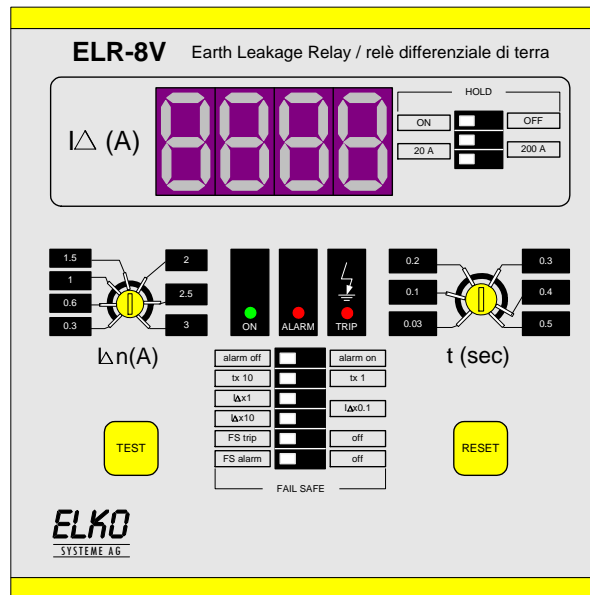 ELR-8V Earth Leakage Relay / relè differenziale di terra
HOLD
I△ (A)
8888
ON OFF
20 A 200 A
1.5 2
1 2.5
0.6
0.3 3
I△n(A)
ON ALARM TRIP
0.2 0.3
0.1 0.4
0.03 0.5
t (sec)
alarm off alarm on
tx 10 tx 1
I△x1
I△x0.1
I△x10
FS trip off
FS alarm off
FAIL SAFE
TEST
RESET
ELKO
SYSTEME AG